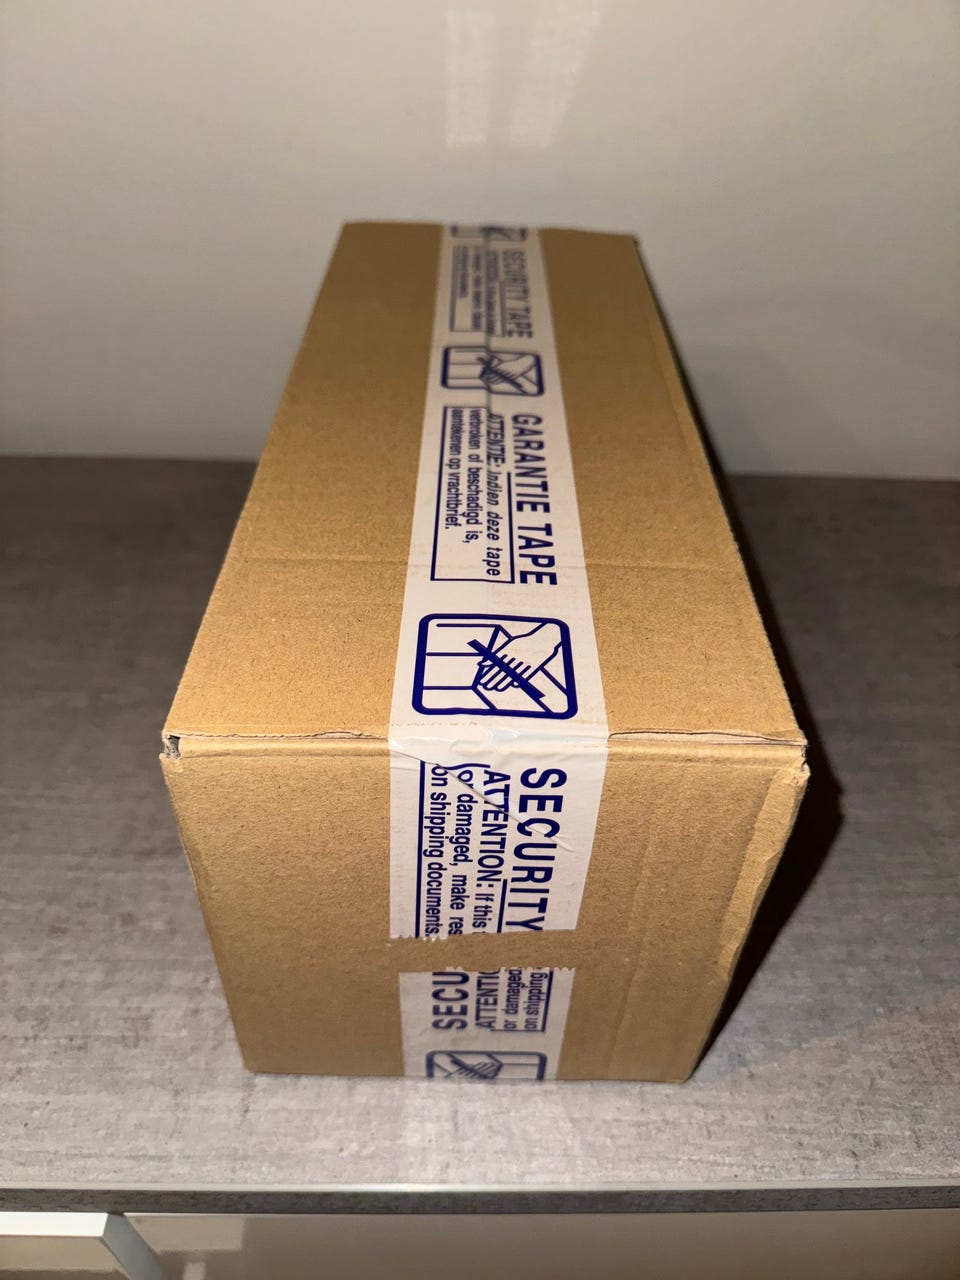 SECURITY TAPE
GARANTIE TAPE
ATTENTIE: Indien deze tape
verbroken of beschadigd is,
aantekenen op vrachtbrief.
SECURITY
ATTENTION: If this
or damaged, make res
on shipping documents.
on shipping
or damaged
ATTENTI
SECU